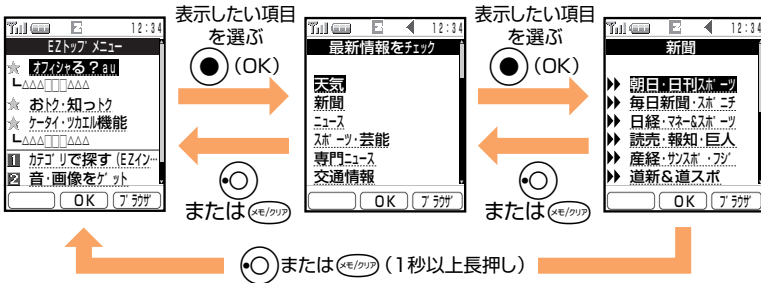 表示したい項目
を選ぶ
(OK)
表示したい項目
を選ぶ
(OK)
12:34
EZトップメニュー
オフィシャる?au
└△△△□□□△△△
おトク・知っトク
ケータイ・ツカエル機能
└△△△□□□△△△
1 カテゴリで探す(EZイン…
2 音・画像をゲット
OK
ブラウザ
12:34
最新情報をチェック
天気
新聞
ニュース
スポーツ・芸能
専門ニュース
交通情報
OK
ブラウザ
12:34
新聞
朝日・日刊スポーツ
毎日新聞・スポニチ
日経・マネー&スポーツ
読売・報知・巨人
産経・サンスポ・フジ
道新&道スポ
OK
ブラウザ
または メモ/クリア
または メモ/クリア
または メモ/クリア (1秒以上長押し)